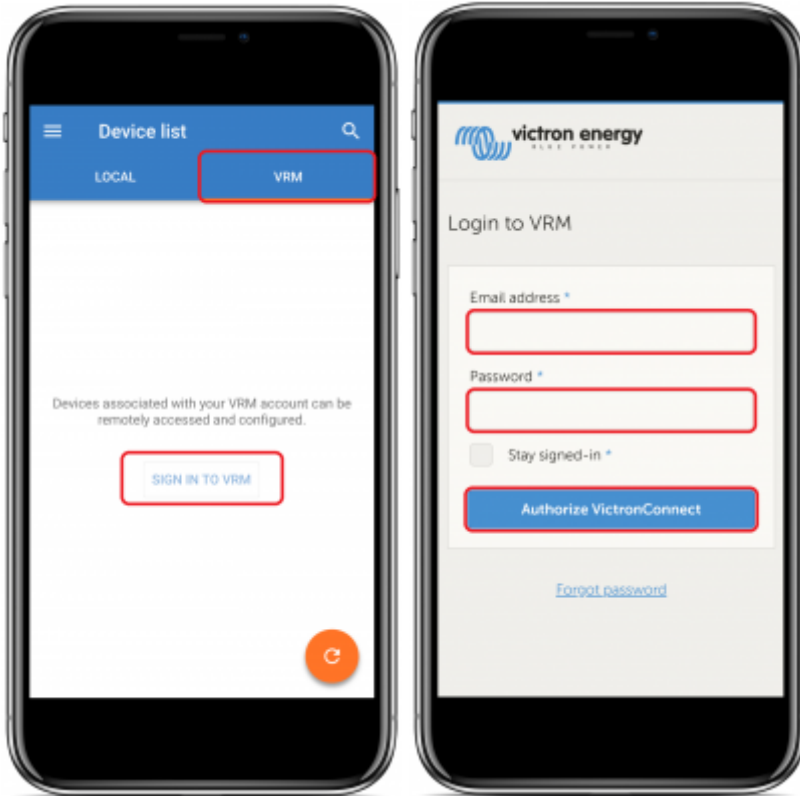 Device list
LOCAL
VRM
Devices associated with your VRM account can be
remotely accessed and configured.
SIGN IN TO VRM
victron energy
BLUE POWER
Login to VRM
Email address *
Password *
Stay signed-in *
Authorize VictronConnect
Forgot password